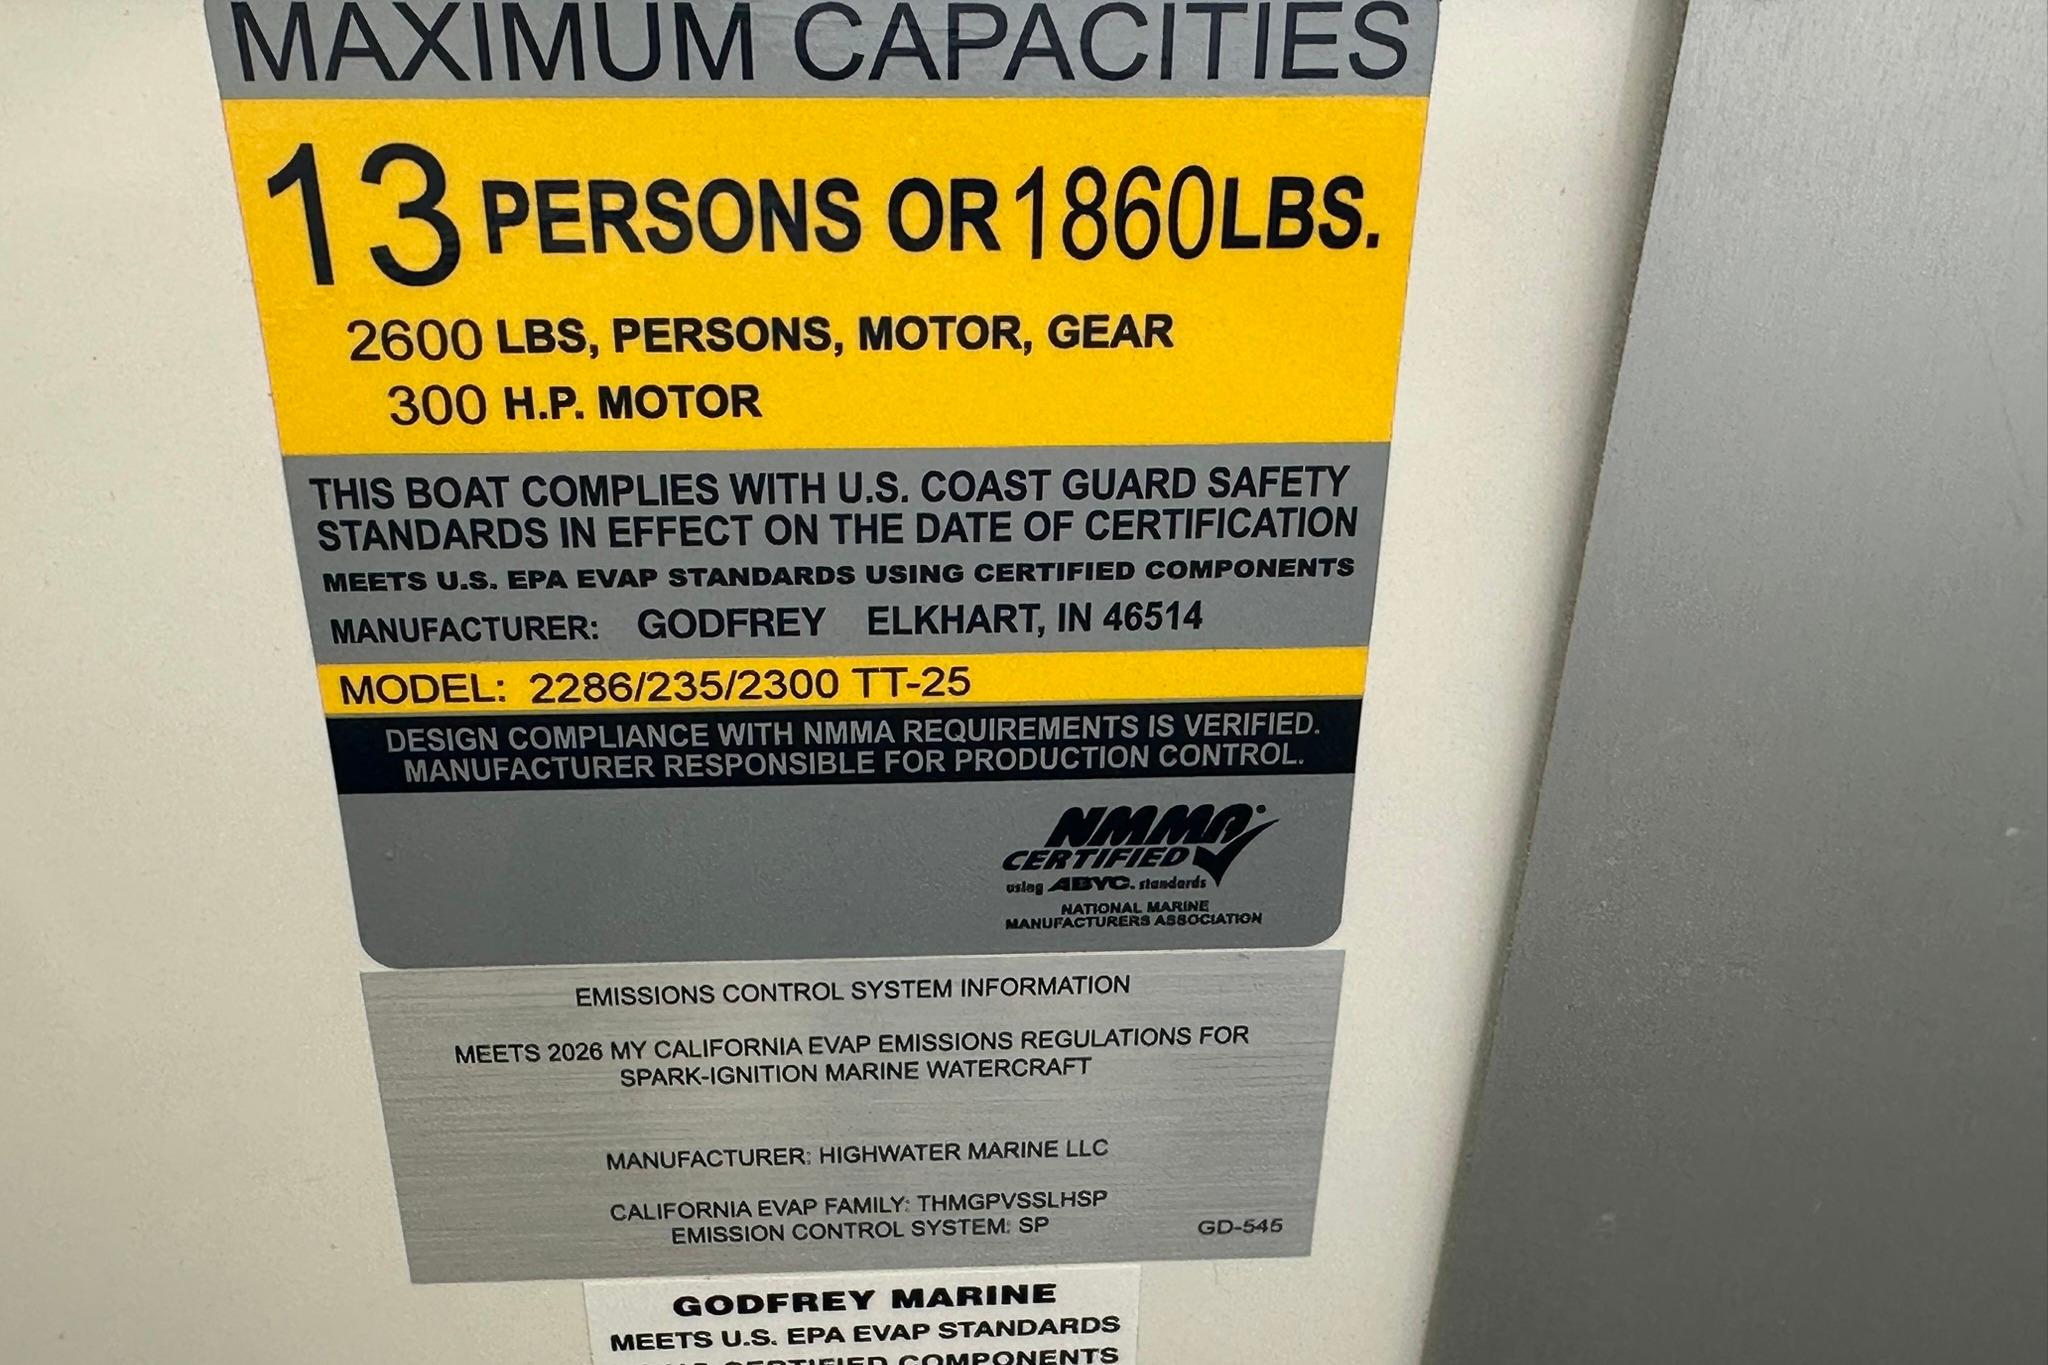 MAXIMUM CAPACITIES
13 PERSONS OR 1860 LBS.
2600 LBS, PERSONS, MOTOR, GEAR
300 H.P. MOTOR
THIS BOAT COMPLIES WITH U.S. COAST GUARD SAFETY
STANDARDS IN EFFECT ON THE DATE OF CERTIFICATION
MEETS U.S. EPA EVAP STANDARDS USING CERTIFIED COMPONENTS
MANUFACTURER: GODFREY ELKHART, IN 46514
MODEL: 2286/235/2300 TT-25
DESIGN COMPLIANCE WITH NMMA REQUIREMENTS IS VERIFIED.
MANUFACTURER RESPONSIBLE FOR PRODUCTION CONTROL.
NMMA
CERTIFIED
using ABYC. standards
NATIONAL MARINE
MANUFACTURERS ASSOCIATION
EMISSIONS CONTROL SYSTEM INFORMATION
MEETS 2026 MY CALIFORNIA EVAP EMISSIONS REGULATIONS FOR
SPARK-IGNITION MARINE WATERCRAFT
MANUFACTURER: HIGHWATER MARINE LLC
CALIFORNIA EVAP FAMILY: THMGPVSSLHSP
EMISSION CONTROL SYSTEM: SP
GD-545
GODFREY MARINE
MEETS U.S. EPA EVAP STANDARDS
CERTIFIED COMPONENTS